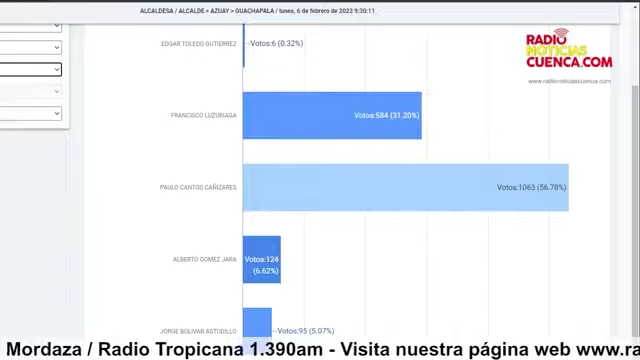 ALCALDESA / ALCALDE > AZUAY > GUACHAPALA / lunes, 6 de febrero de 2023 9:30:11
EDGAR TOLEDO GUTIERREZ
Votos:6 (0.32%)
RADIO
NOTICIAS
CUENCA.COM
www.radionoticiascuenca.com
FRANCISCO LUZURIAGA
Votos:584 (31.20%)
PAULO CANTOS CAÑIZARES
Votos:1063 (56.78%)
ALBERTO GOMEZ JARA
Votos:124
(6.62%)
JORGE BOLIVAR ASTUDILLO
Votos:95 (5.07%)
Mordaza / Radio Tropicana 1.390am - Visita nuestra página web www.ra